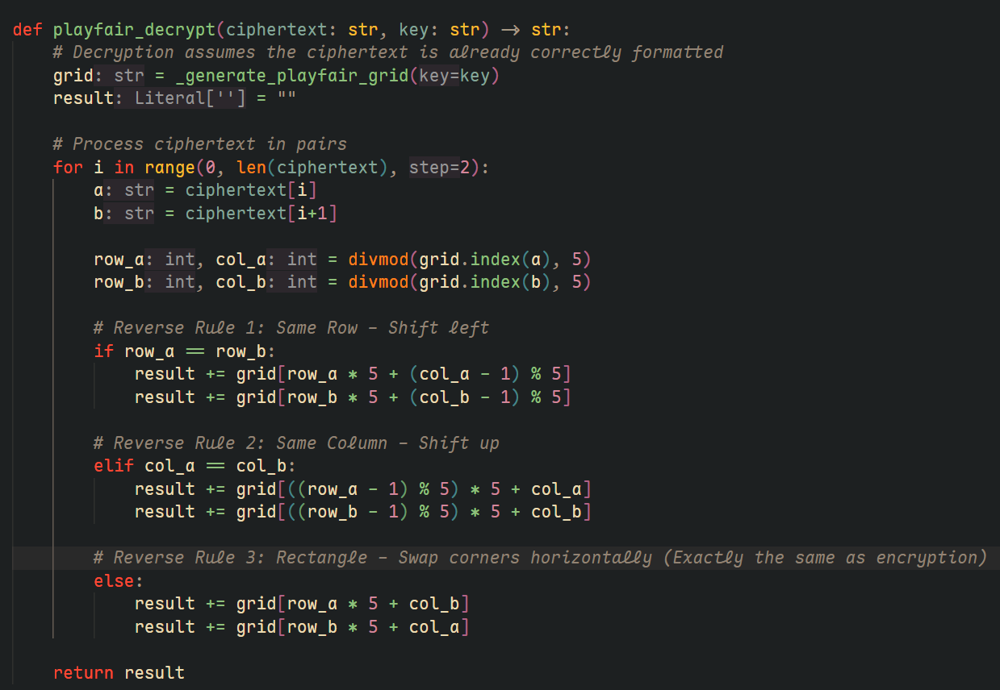 def playfair_decrypt(ciphertext: str, key: str) -> str:
    # Decryption assumes the ciphertext is already correctly formatted
    grid: str = _generate_playfair_grid(key=key)
    result: Literal[''] = ""

    # Process ciphertext in pairs
    for i in range(0, len(ciphertext), step=2):
        a: str = ciphertext[i]
        b: str = ciphertext[i+1]

        row_a: int, col_a: int = divmod(grid.index(a), 5)
        row_b: int, col_b: int = divmod(grid.index(b), 5)

        # Reverse Rule 1: Same Row - Shift left
        if row_a == row_b:
            result += grid[row_a * 5 + (col_a - 1) % 5]
            result += grid[row_b * 5 + (col_b - 1) % 5]

        # Reverse Rule 2: Same Column - Shift up
        elif col_a == col_b:
            result += grid[((row_a - 1) % 5) * 5 + col_a]
            result += grid[((row_b - 1) % 5) * 5 + col_b]

        # Reverse Rule 3: Rectangle - Swap corners horizontally (Exactly the same as encryption)
        else:
            result += grid[row_a * 5 + col_b]
            result += grid[row_b * 5 + col_a]

    return result